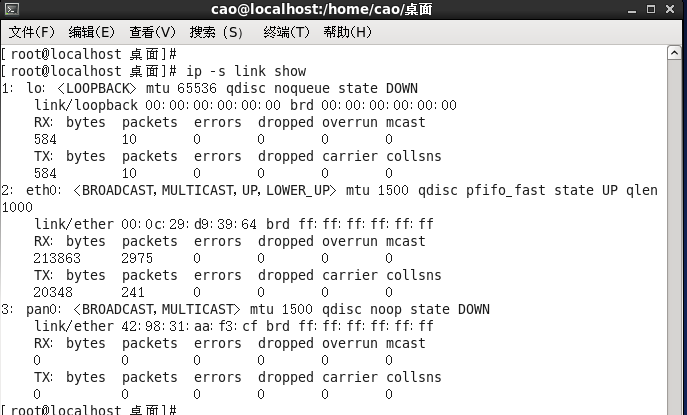 cao@localhost:/home/cao/桌面
文件(F) 编辑(E) 查看(V) 搜索 (S) 终端(T) 帮助(H)
[root@localhost 桌面]#
[root@localhost 桌面]# ip -s link show
1: lo: <LOOPBACK> mtu 65536 qdisc noqueue state DOWN
link/loopback 00:00:00:00:00:00 brd 00:00:00:00:00:00
RX: bytes packets errors dropped overrun mcast
584 10 0 0 0 0
TX: bytes packets errors dropped carrier collsns
584 10 0 0 0 0
2: eth0: <BROADCAST,MULTICAST,UP,LOWER_UP> mtu 1500 qdisc pfifo_fast state UP qlen
1000
link/ether 00:0c:29:d9:39:64 brd ff:ff:ff:ff:ff:ff
RX: bytes packets errors dropped overrun mcast
213863 2975 0 0 0 0
TX: bytes packets errors dropped carrier collsns
20348 241 0 0 0 0
3: pan0: <BROADCAST,MULTICAST> mtu 1500 qdisc noop state DOWN
link/ether 42:98:31:aa:f3:cf brd ff:ff:ff:ff:ff:ff
RX: bytes packets errors dropped overrun mcast
0 0 0 0 0 0
TX: bytes packets errors dropped carrier collsns
0 0 0 0 0 0
[root@localhost 桌面]#